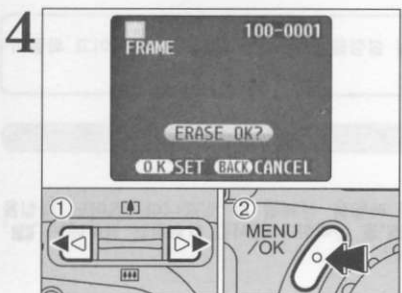 4
100-0001
FRAME
ERASE OK?
OK SET BACK CANCEL
① ②
MENU
/OK